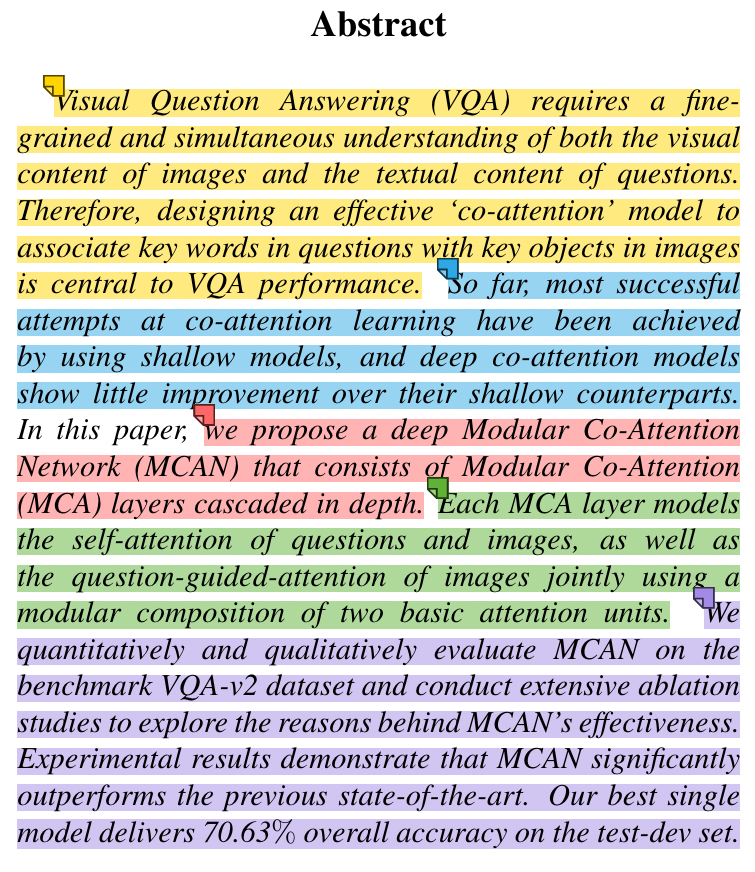 Abstract
Visual Question Answering (VQA) requires a fine-
grained and simultaneous understanding of both the visual
content of images and the textual content of questions.
Therefore, designing an effective ‘co-attention’ model to
associate key words in questions with key objects in images
is central to VQA performance. So far, most successful
attempts at co-attention learning have been achieved
by using shallow models, and deep co-attention models
show little improvement over their shallow counterparts.
In this paper, we propose a deep Modular Co-Attention
Network (MCAN) that consists of Modular Co-Attention
(MCA) layers cascaded in depth. Each MCA layer models
the self-attention of questions and images, as well as
the question-guided-attention of images jointly using a
modular composition of two basic attention units. We
quantitatively and qualitatively evaluate MCAN on the
benchmark VQA-v2 dataset and conduct extensive ablation
studies to explore the reasons behind MCAN’s effectiveness.
Experimental results demonstrate that MCAN significantly
outperforms the previous state-of-the-art. Our best single
model delivers 70.63% overall accuracy on the test-dev set.